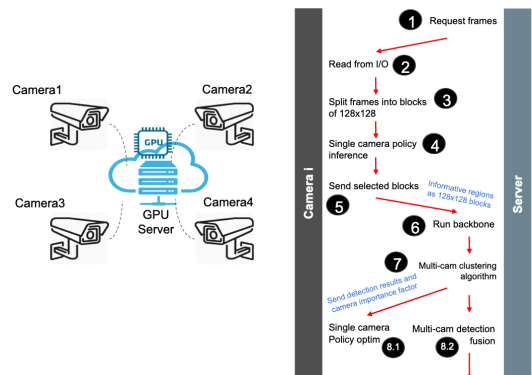 Camera1
Camera2
GPU
GPU
Server
Camera3
Camera4
Camera i
Server
1 Request frames
Read from I/O 2
Split frames into blocks 3
of 128x128
Single camera policy 4
inference
Send selected blocks
5
Informative regions
as 128x128 blocks
6 Run backbone
7 Multi-cam clustering
algorithm
Send detection results and
camera importance factor
Single camera
Policy optim 8.1
Multi-cam detection
8.2 fusion